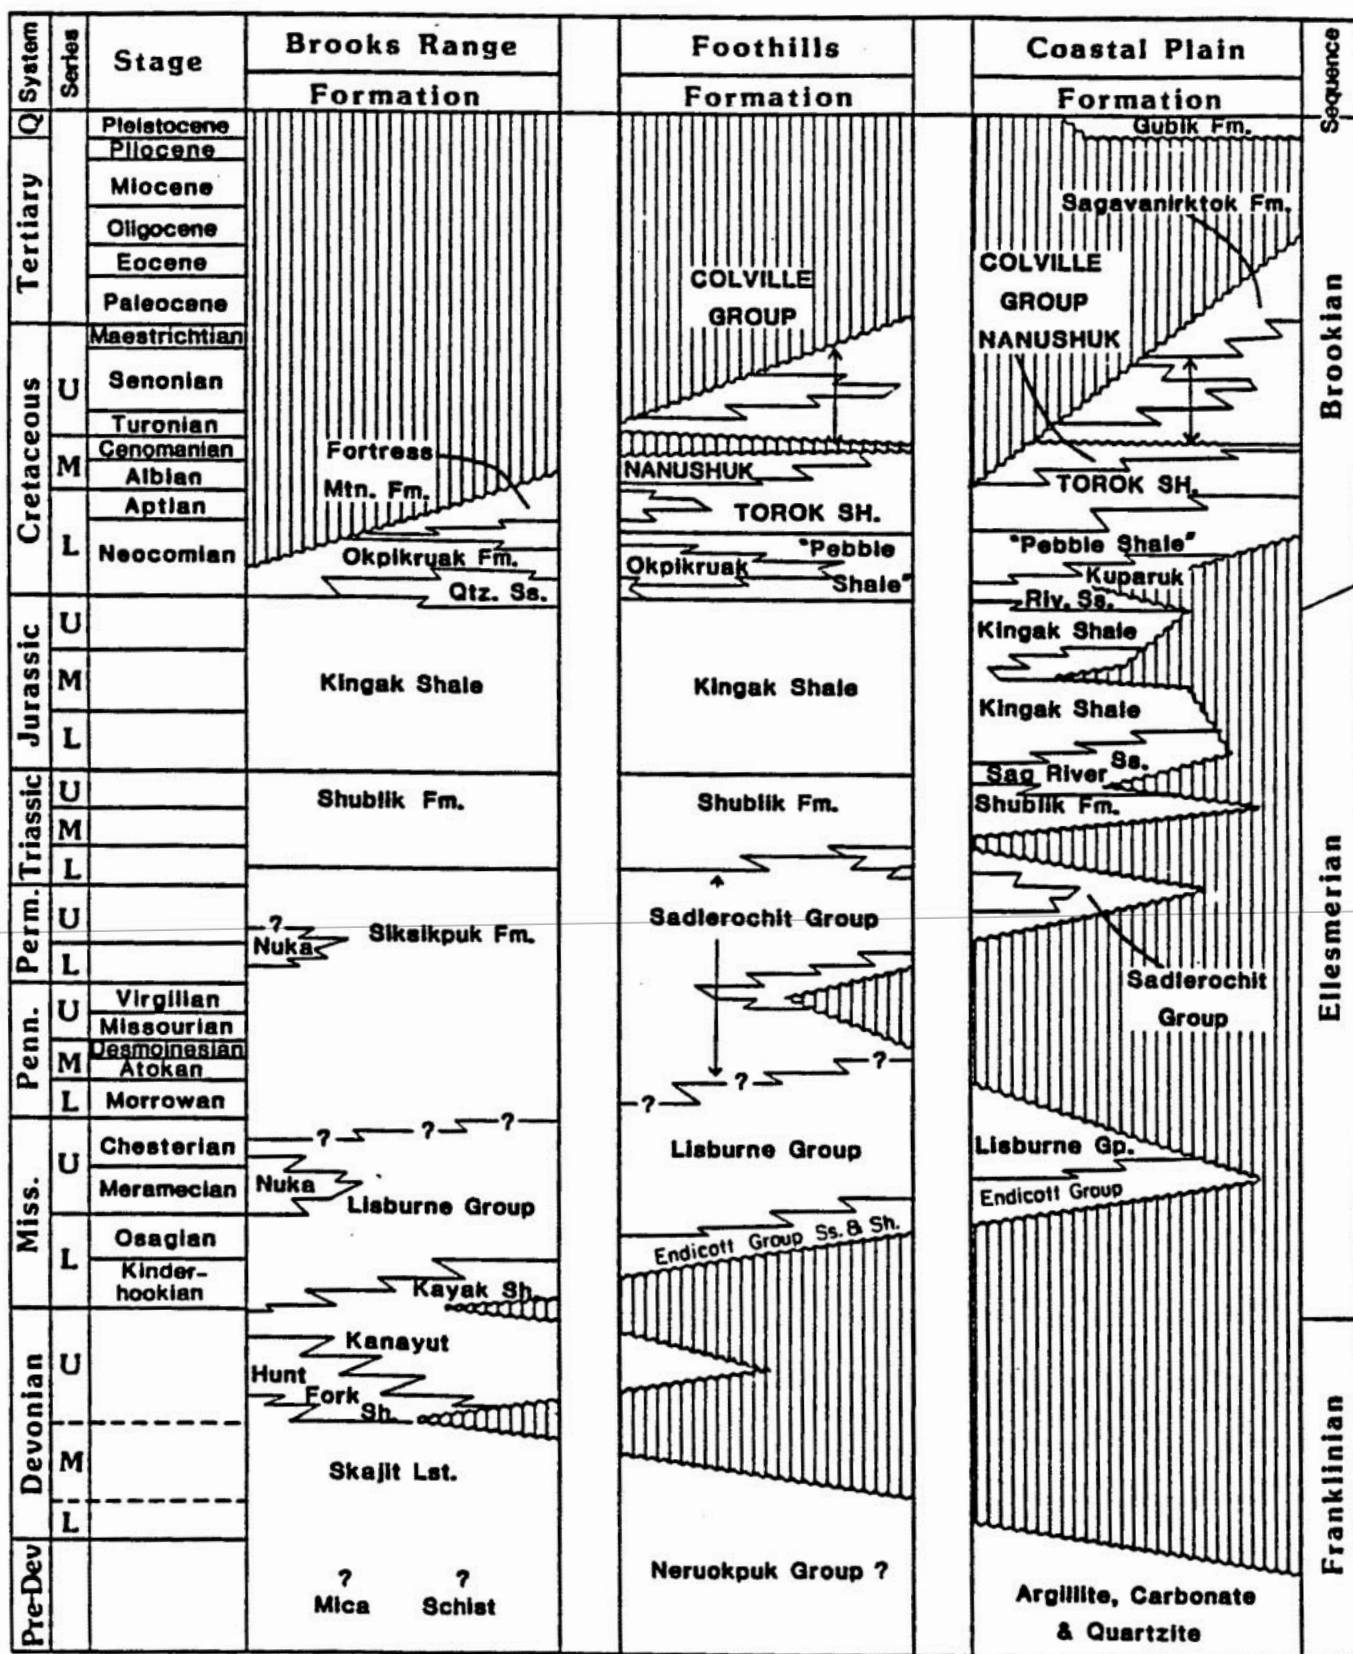 System
Series
Stage
Brooks Range
Formation
Foothills
Formation
Coastal Plain
Formation
Sequence
Q
Tertiary
Cretaceous
Jurassic
Triassic
Perm.
Penn.
Miss.
Devonian
Pre-Dev
U
M
L
U
M
L
U
M
L
U
L
U
M
L
U
L
U
M
L
Pleistocene
Pliocene
Miocene
Oligocene
Eocene
Paleocene
Maestrichtian
Senonian
Turonian
Cenomanian
Albian
Aptian
Neocomian
Virgilian
Missourian
Desmoinesian
Atokan
Morrowan
Chesterian
Meramecian
Osagian
Kinder-
hookian
Fortress
Mtn. Fm.
Okpikruak Fm.
Qtz. Ss.
Kingak Shale
Shublik Fm.
?
Nuka
Siksikpuk Fm.
? ? ?
Nuka
Lisburne Group
Kayak Sh.
Kanayut
Hunt
Fork
Sh.
Skajit Lst.
? ?
Mica Schist
COLVILLE
GROUP
NANUSHUK
TOROK SH.
"Pebble
Okpikruak
Shale"
Kingak Shale
Shublik Fm.
Sadlerochit Group
? ? ?
Lisburne Group
Endicott Group Ss. & Sh.
Neruokpuk Group ?
Gubik Fm.
Sagavanirktok Fm.
COLVILLE
GROUP
NANUSHUK
TOROK SH.
"Pebble Shale"
Kuparuk
Riv. Ss.
Kingak Shale
Kingak Shale
Ss.
Sag River
Shublik Fm.
Sadlerochit
Group
Lisburne Gp.
Endicott Group
Argillite, Carbonate
& Quartzite
Brookian
Ellesmerian
Franklinian